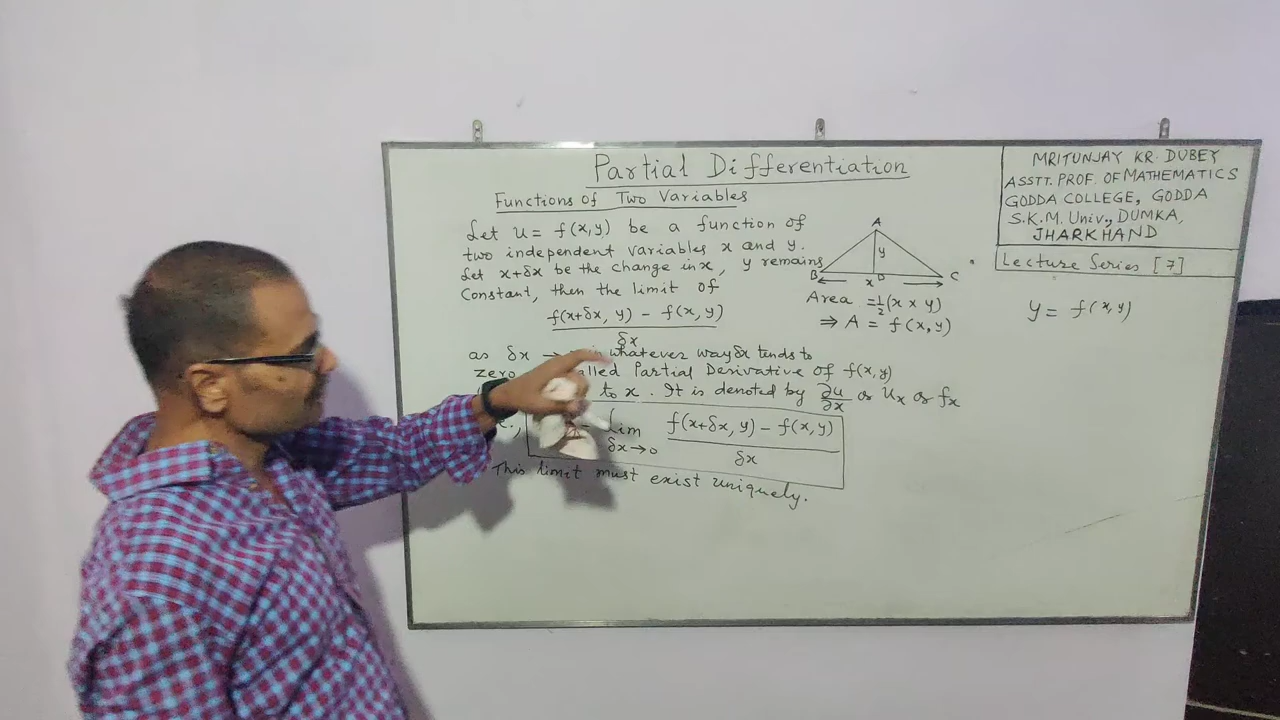 Partial Differentiation
Functions of Two Variables
Let u = f(x,y) be a function of
two independent variables x and y.
Let x+δx be the change in x, y remains
Constant, then the limit of
f(x+δx, y) - f(x,y)
δx
as δx → in whatever way δx tends to
zero Partial Derivative of f(x,y)
to x. It is denoted by ∂u/∂x or Ux or fx
Lim δx→0 f(x+δx, y) - f(x,y)
δx
This limit must exist uniquely.
A
y
B x D C
Area = 1/2 (x × y)
⇒ A = f(x,y)
MRITUNJAY KR. DUBEY
ASSTT. PROF. OF MATHEMATICS
GODDA COLLEGE, GODDA
S.K.M. Univ., DUMKA,
JHARKHAND
Lecture Series [7]
y = f(x,y)